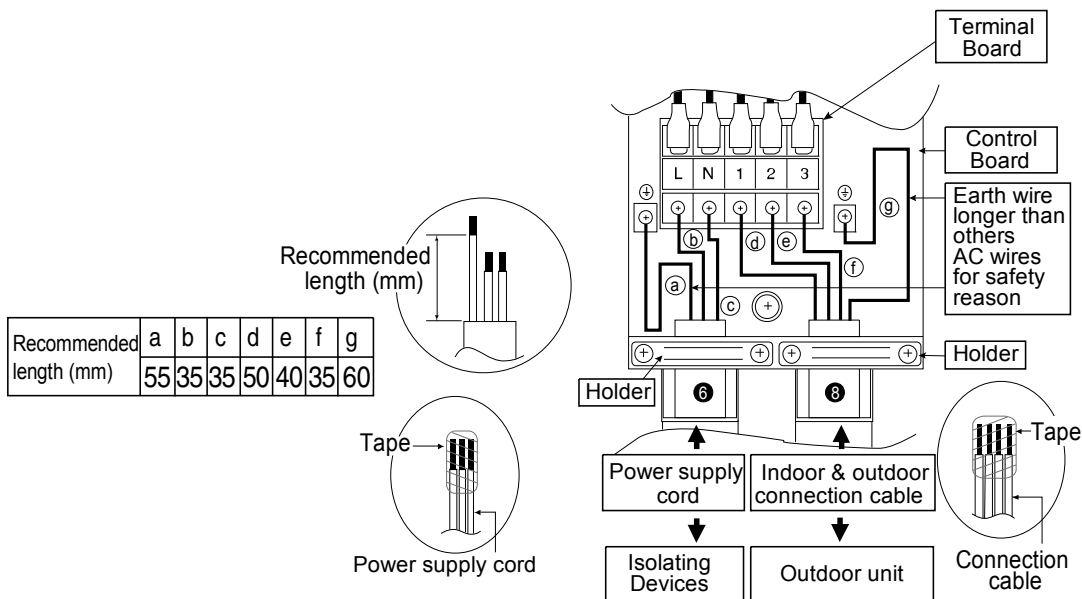 Terminal
Board
L N 1 2 3
Control
Board
Earth wire
longer than
others
AC wires
for safety
reason
g
b
d
e
f
a
c
Recommended
length (mm)
Recommended
length (mm)
a b c d e f g
55 35 35 50 40 35 60
Holder
Holder
6
8
Tape
Power supply cord
Power supply
cord
Indoor & outdoor
connection cable
Isolating
Devices
Outdoor unit
Tape
Connection
cable